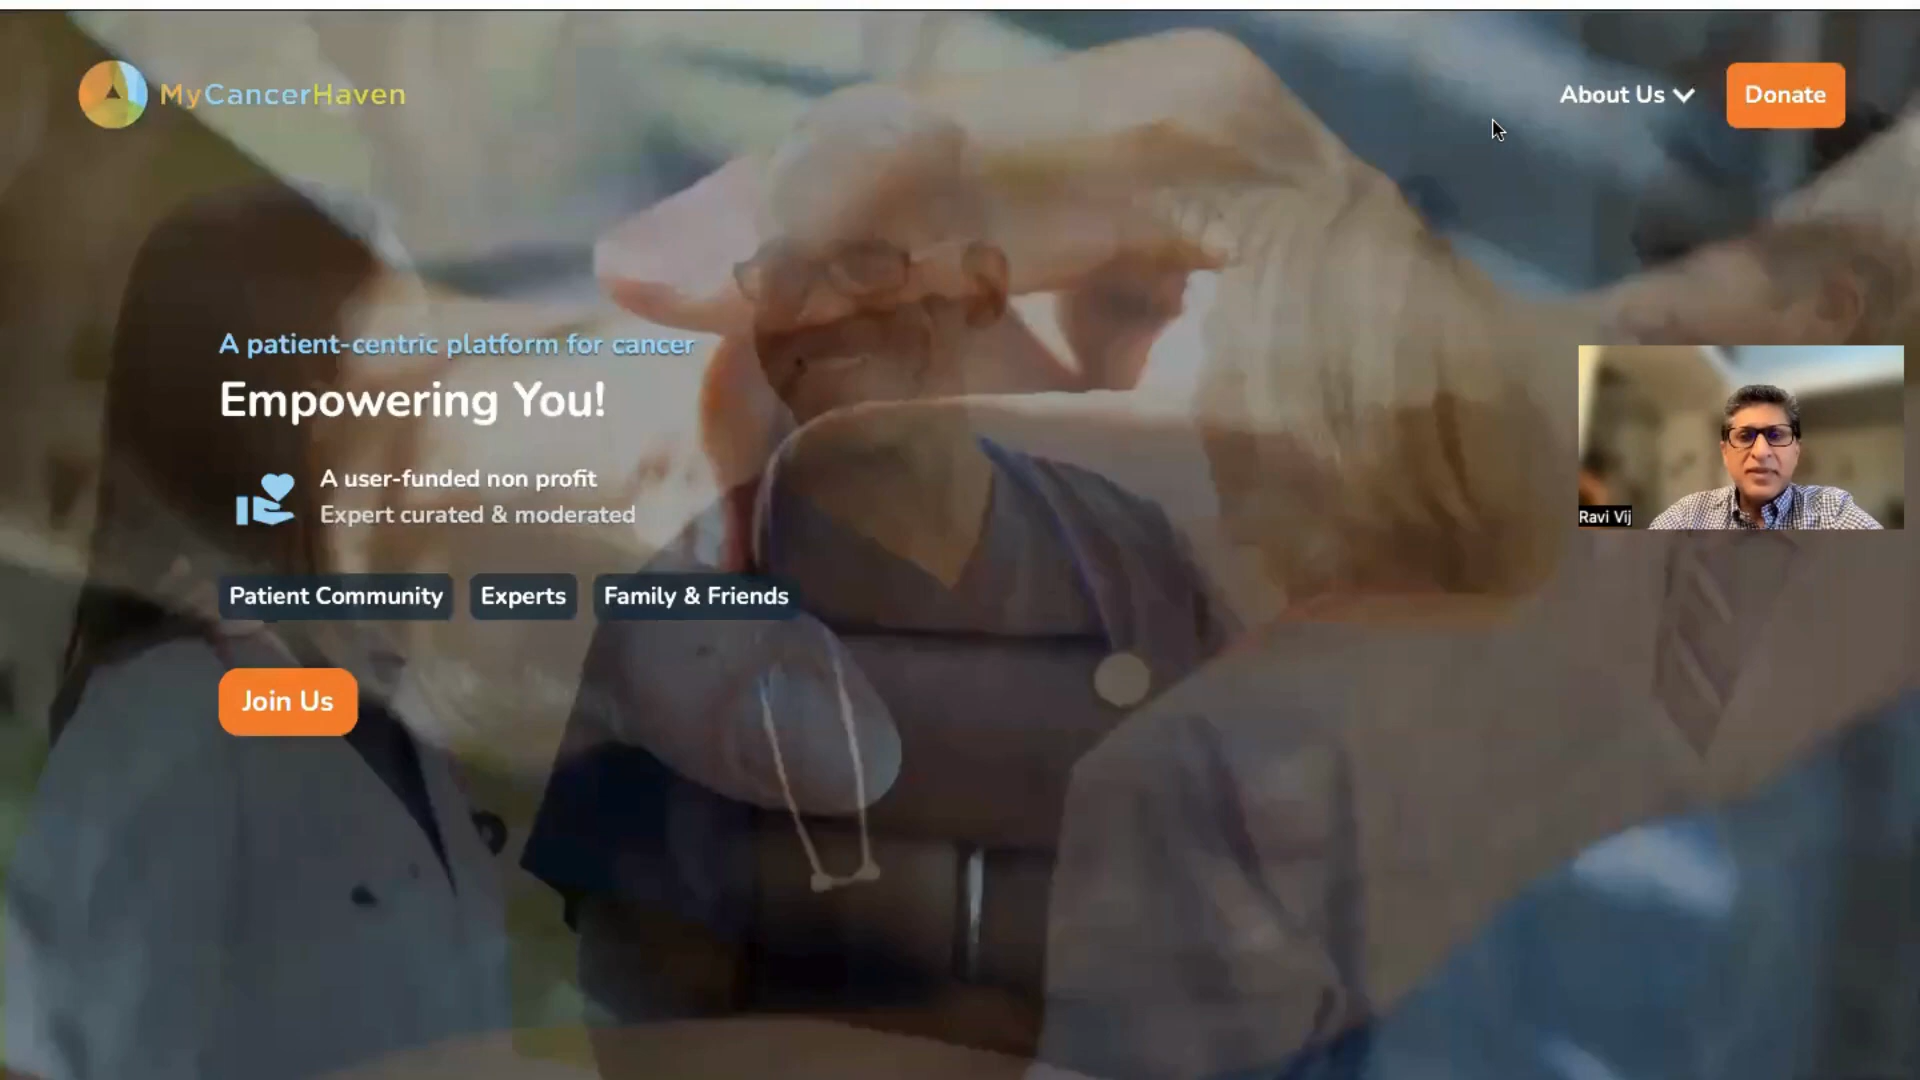 MyCancerHaven
About Us
Donate
A patient-centric platform for cancer
Empowering You!
A user-funded non profit
Expert curated & moderated
Patient Community
Experts
Family & Friends
Join Us
Ravi Vij